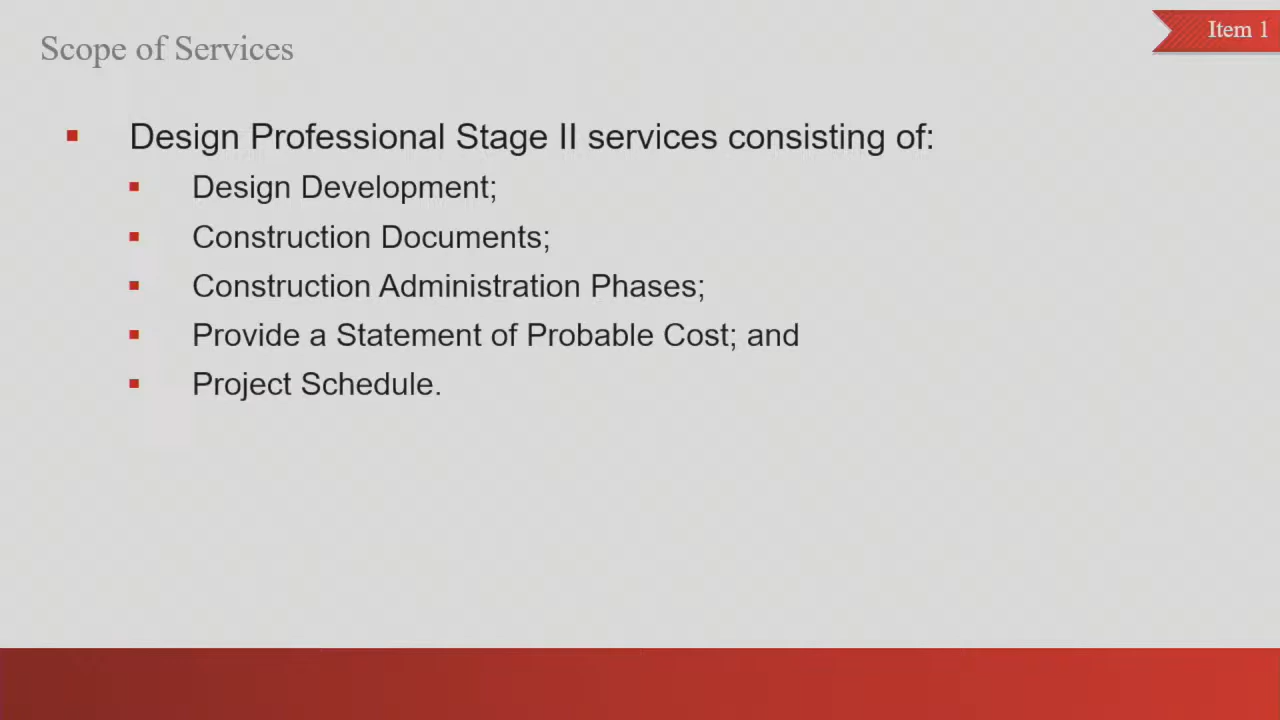 Scope of Services
Item 1
Design Professional Stage II services consisting of:
Design Development;
Construction Documents;
Construction Administration Phases;
Provide a Statement of Probable Cost; and
Project Schedule.